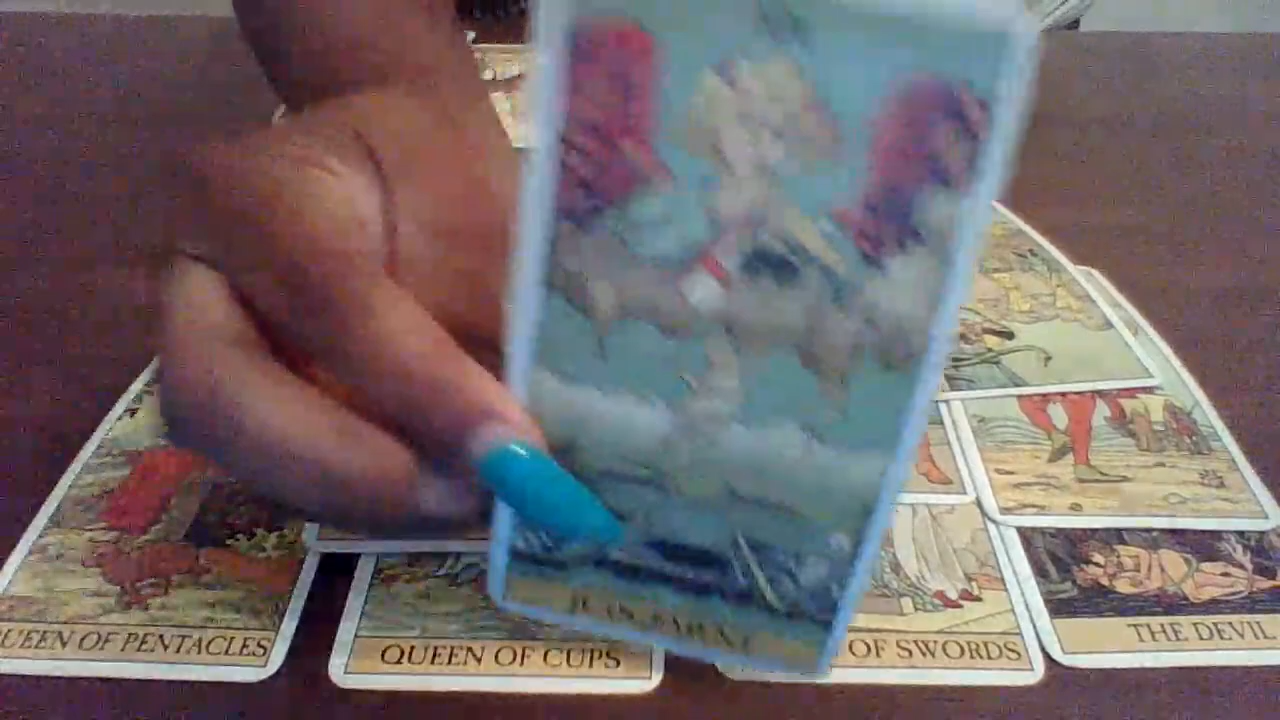 QUEEN OF PENTACLES
QUEEN OF CUPS
OF SWORDS
THE DEVIL